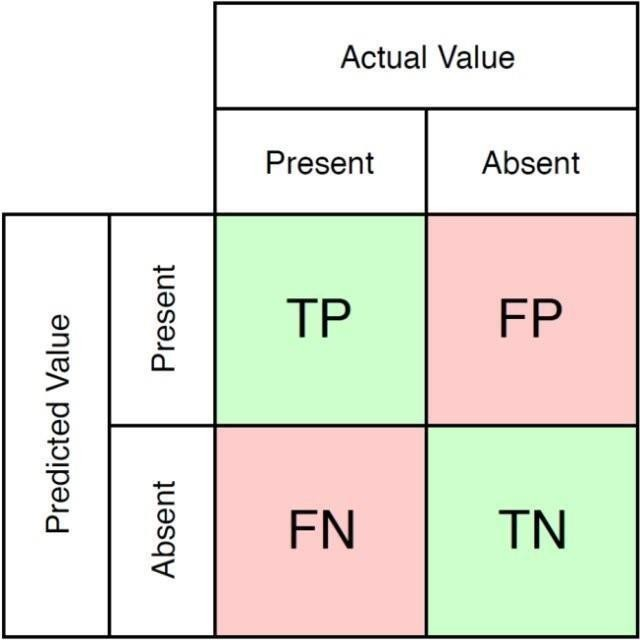 Actual Value
Present
Absent
Predicted Value
Present
TP
FP
Absent
FN
TN